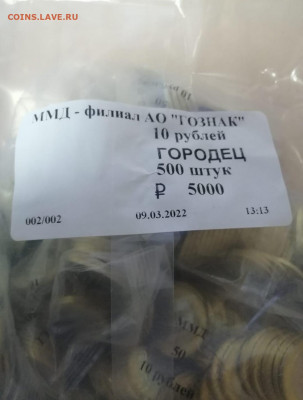 COINS.LAVE.RU
ММД - филиал АО "ГОЗНАК"
10 рублей
ГОРОДЕЦ
500 штук
₽ 5000
002/002 09.03.2022 13:13
ММД
50
10 рублей